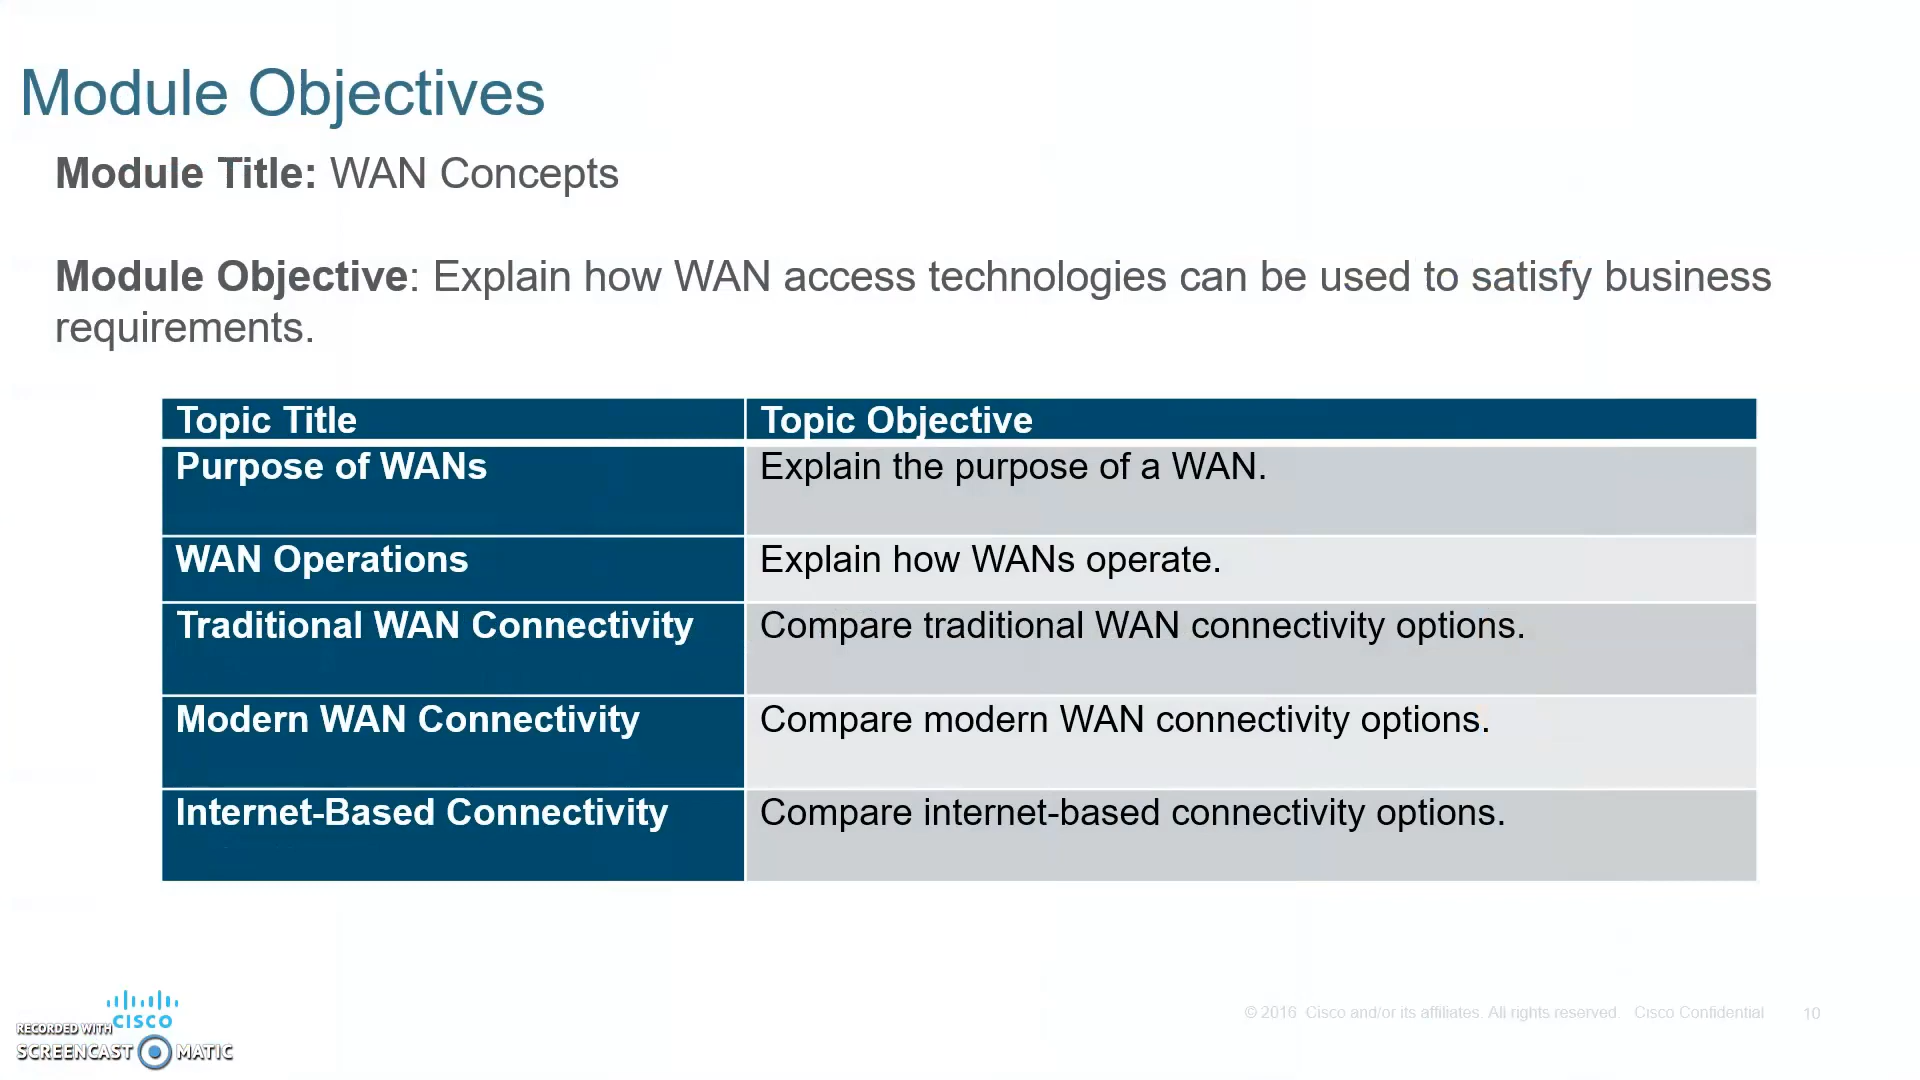 Module Objectives
Module Title: WAN Concepts
Module Objective: Explain how WAN access technologies can be used to satisfy business
requirements.
Topic Title Topic Objective
Purpose of WANs Explain the purpose of a WAN.
WAN Operations Explain how WANs operate.
Traditional WAN Connectivity Compare traditional WAN connectivity options.
Modern WAN Connectivity Compare modern WAN connectivity options.
Internet-Based Connectivity Compare internet-based connectivity options.
CISCO
RECORDED WITH
SCREENCAST MATIC
© 2016 Cisco and/or its affiliates. All rights reserved. Cisco Confidential 10